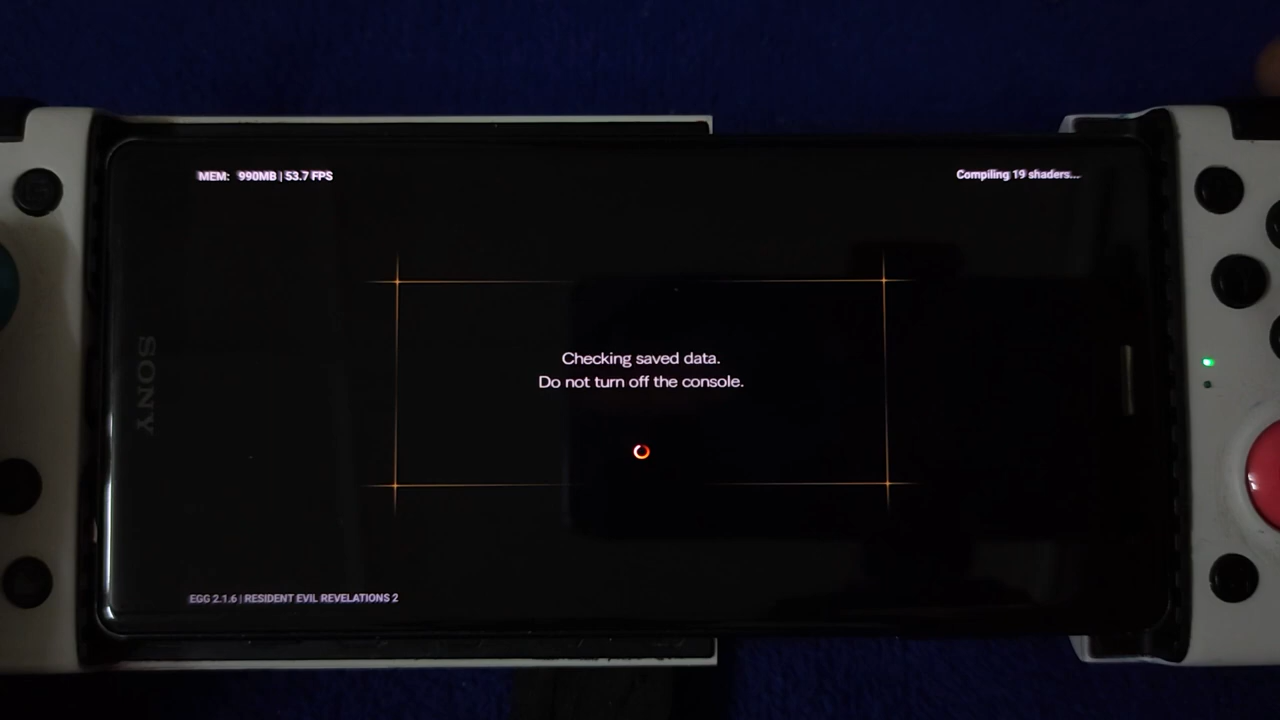 MEM: 990MB | 53.7 FPS
Compiling 19 shaders...
Checking saved data.
Do not turn off the console.
SONY
EGG 2.1.6 | RESIDENT EVIL REVELATIONS 2